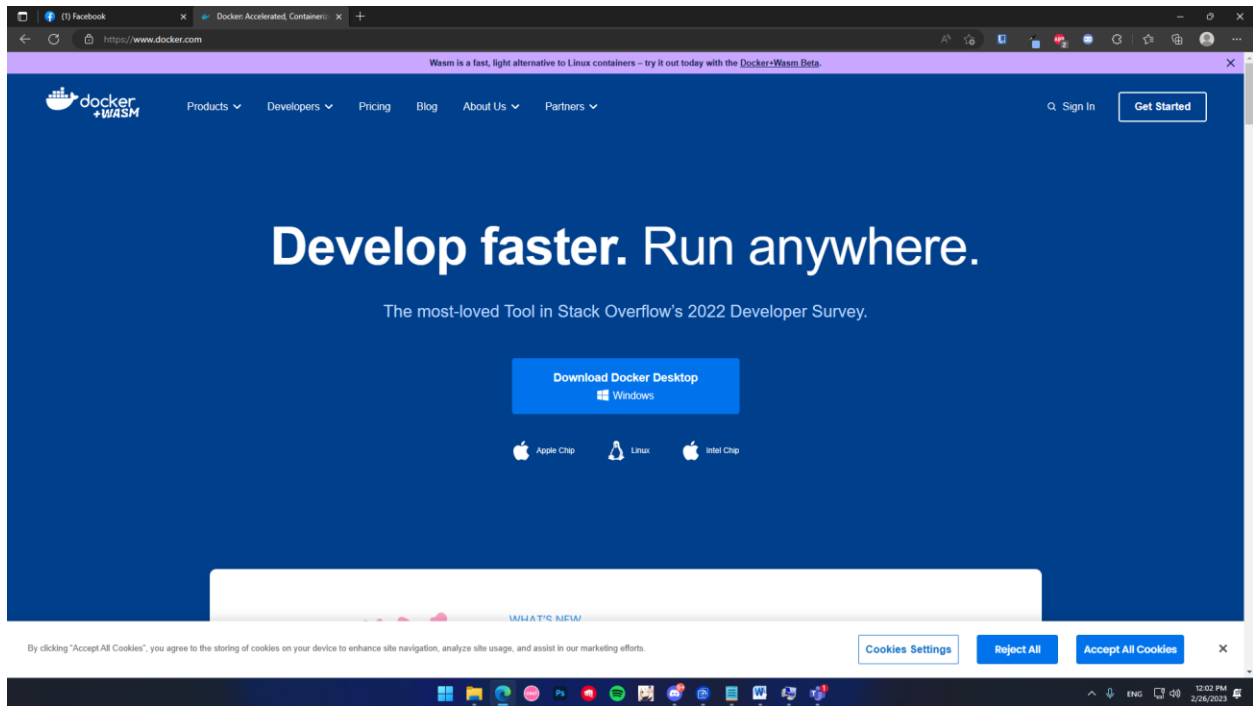 (1) Facebook
Docker: Accelerated, Containeriz
https://www.docker.com
Wasm is a fast, light alternative to Linux containers – try it out today with the Docker+Wasm Beta.
docker
+WASM
Products
Developers
Pricing
Blog
About Us
Partners
Sign In
Get Started
Develop faster. Run anywhere.
The most-loved Tool in Stack Overflow's 2022 Developer Survey.
Download Docker Desktop
Windows
Apple Chip
Linux
Intel Chip
WHAT'S NEW
By clicking "Accept All Cookies", you agree to the storing of cookies on your device to enhance site navigation, analyze site usage, and assist in our marketing efforts.
Cookies Settings
Reject All
Accept All Cookies
Ps
W
ENG
12:02 PM
2/26/2023